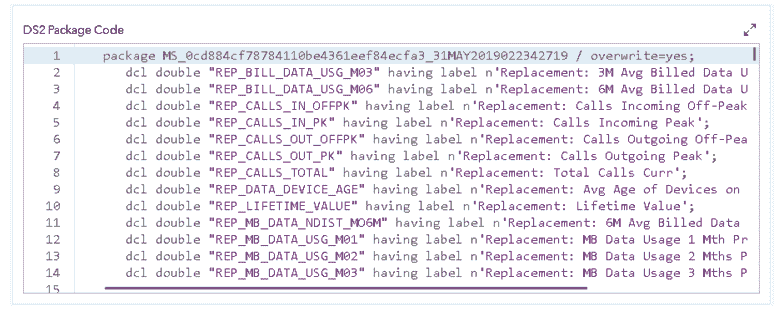 DS2 Package Code
1 package MS_0cd884cf78784110be4361eef84ecfa3_31MAY2019022342719 / overwrite=yes;
2 dcl double "REP_BILL_DATA_USG_M03" having label n'Replacement: 3M Avg Billed Data U
3 dcl double "REP_BILL_DATA_USG_M06" having label n'Replacement: 6M Avg Billed Data U
4 dcl double "REP_CALLS_IN_OFFPK" having label n'Replacement: Calls Incoming Off-Peak
5 dcl double "REP_CALLS_IN_PK" having label n'Replacement: Calls Incoming Peak';
6 dcl double "REP_CALLS_OUT_OFFPK" having label n'Replacement: Calls Outgoing Off-Pea
7 dcl double "REP_CALLS_OUT_PK" having label n'Replacement: Calls Outgoing Peak';
8 dcl double "REP_CALLS_TOTAL" having label n'Replacement: Total Calls Curr';
9 dcl double "REP_DATA_DEVICE_AGE" having label n'Replacement: Avg Age of Devices on
10 dcl double "REP_LIFETIME_VALUE" having label n'Replacement: Lifetime Value';
11 dcl double "REP_MB_DATA_NDIST_MO6M" having label n'Replacement: 6M Avg Billed Data
12 dcl double "REP_MB_DATA_USG_M01" having label n'Replacement: MB Data Usage 1 Mth Pr
13 dcl double "REP_MB_DATA_USG_M02" having label n'Replacement: MB Data Usage 2 Mths P
14 dcl double "REP_MB_DATA_USG_M03" having label n'Replacement: MB Data Usage 3 Mths P
15